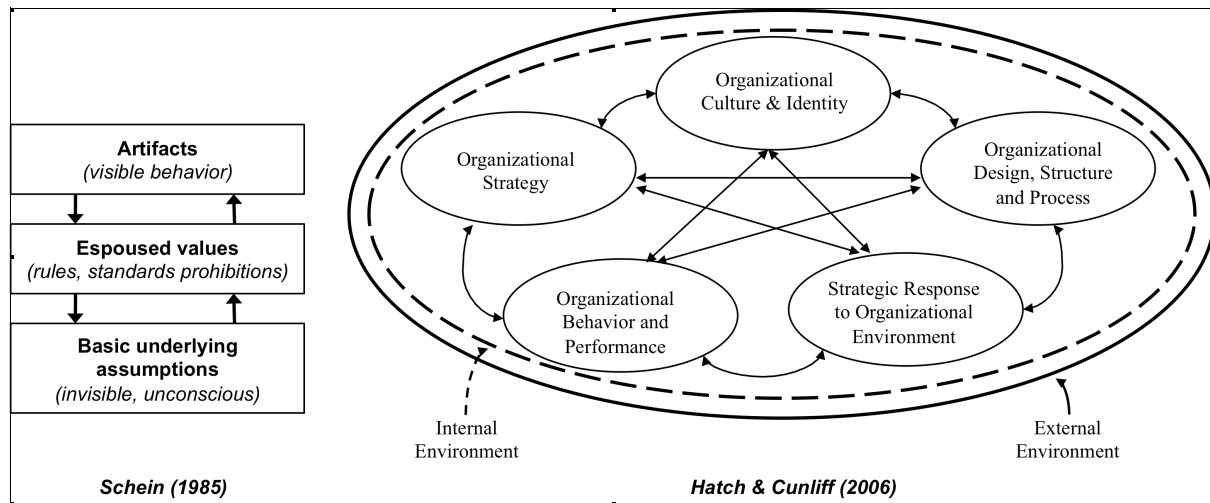 Artifacts
(visible behavior)
Espoused values
(rules, standards prohibitions)
Basic underlying
assumptions
(invisible, unconscious)
Schein (1985)
Organizational
Culture & Identity
Organizational
Strategy
Organizational
Design, Structure
and Process
Organizational
Behavior and
Performance
Strategic Response
to Organizational
Environment
Internal
Environment
External
Environment
Hatch & Cunliff (2006)